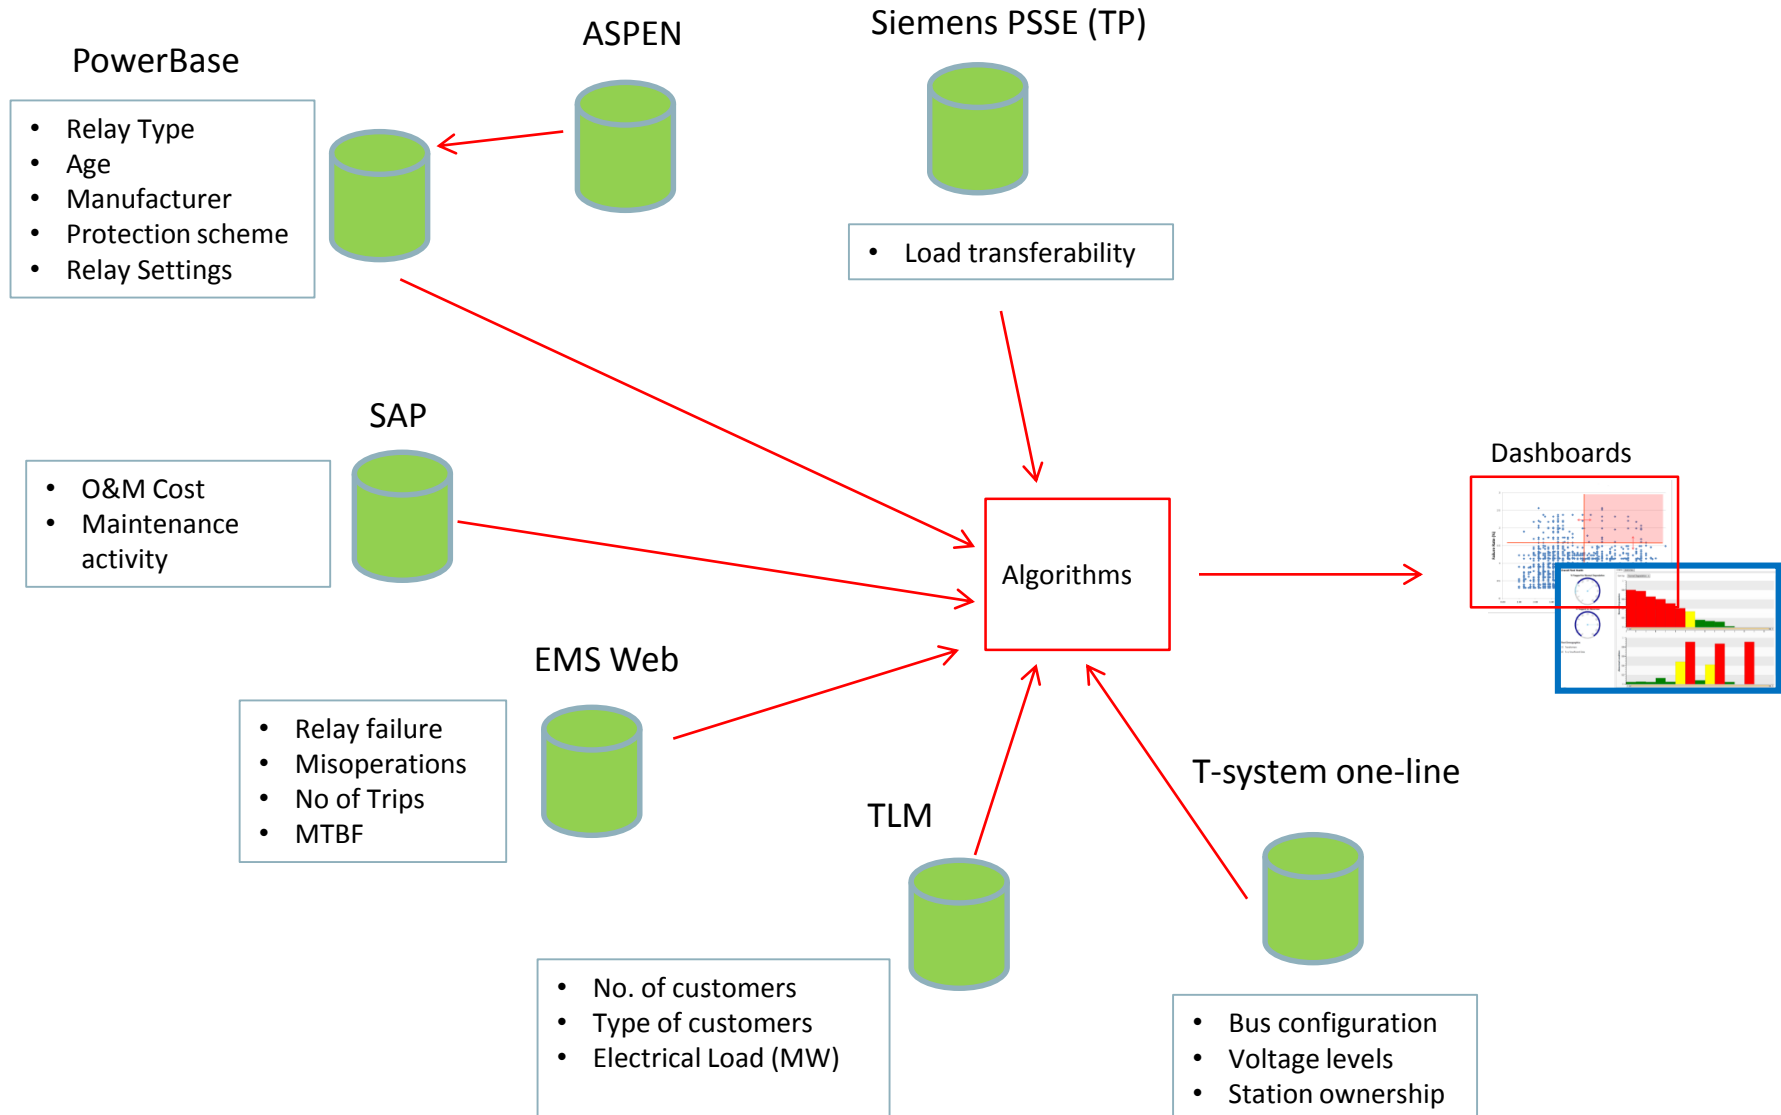 PowerBase
• Relay Type
• Age
• Manufacturer
• Protection scheme
• Relay Settings
ASPEN
Siemens PSSE (TP)
• Load transferability
SAP
• O&M Cost
• Maintenance
activity
EMS Web
• Relay failure
• Misoperations
• No of Trips
• MTBF
TLM
• No. of customers
• Type of customers
• Electrical Load (MW)
T-system one-line
• Bus configuration
• Voltage levels
• Station ownership
Algorithms
Dashboards